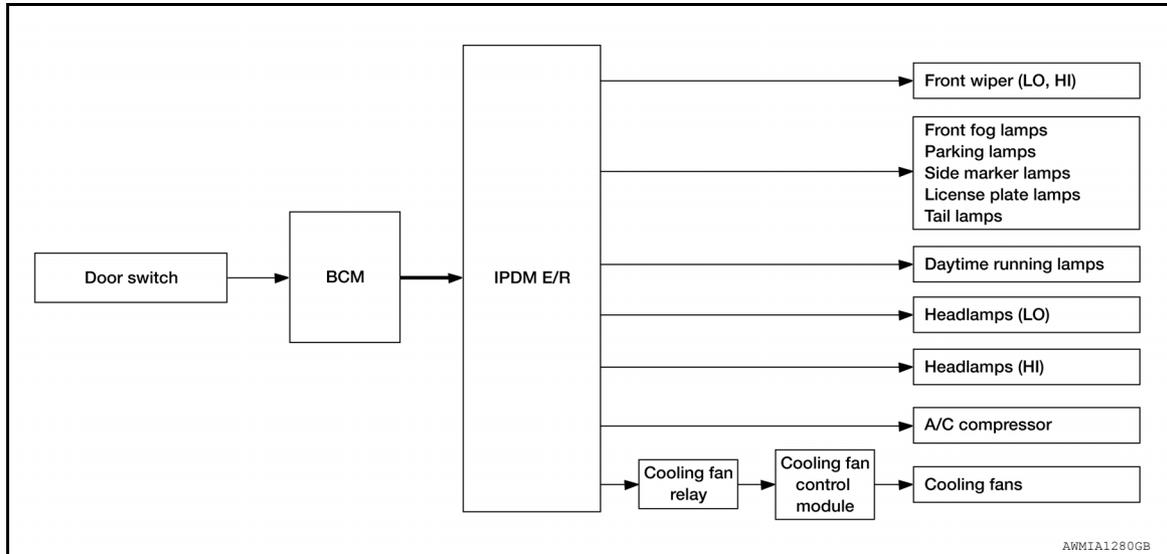 Front wiper (LO, HI)
Front fog lamps
Parking lamps
Side marker lamps
License plate lamps
Tail lamps
Door switch
BCM
IPDM E/R
Daytime running lamps
Headlamps (LO)
Headlamps (HI)
A/C compressor
Cooling fan
relay
Cooling fan
control
module
Cooling fans
AWMIA1280GB